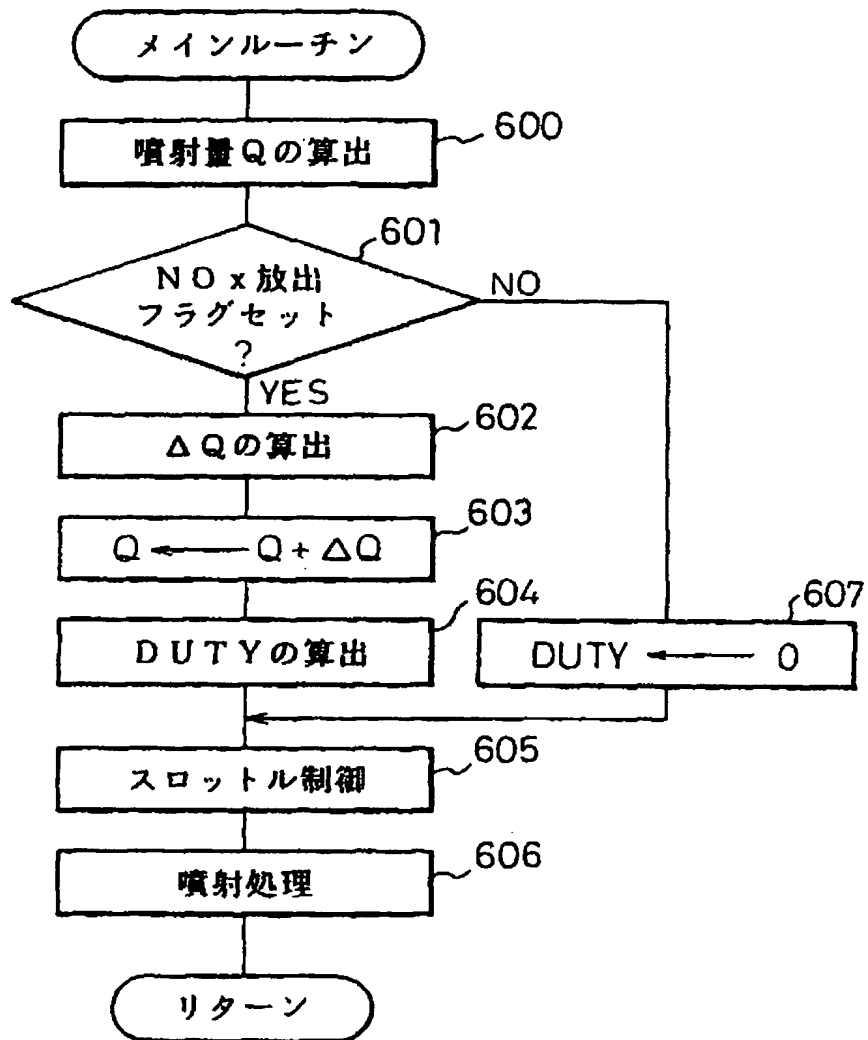 メインルーチン
噴射量Qの算出
600
601
NOx放出
フラグセット
?
NO
YES
ΔQの算出
602
Q ← Q + ΔQ
603
DUTYの算出
604
607
DUTY ← 0
スロットル制御
605
噴射処理
606
リターン